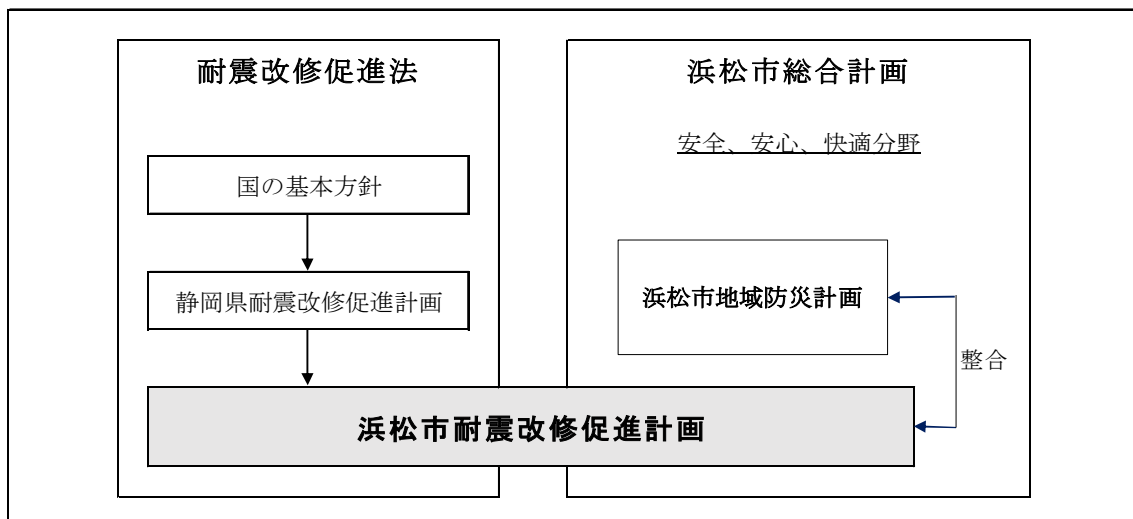 耐震改修促進法
国の基本方針
静岡県耐震改修促進計画
浜松市総合計画
安全、安心、快適分野
浜松市地域防災計画
整合
浜松市耐震改修促進計画